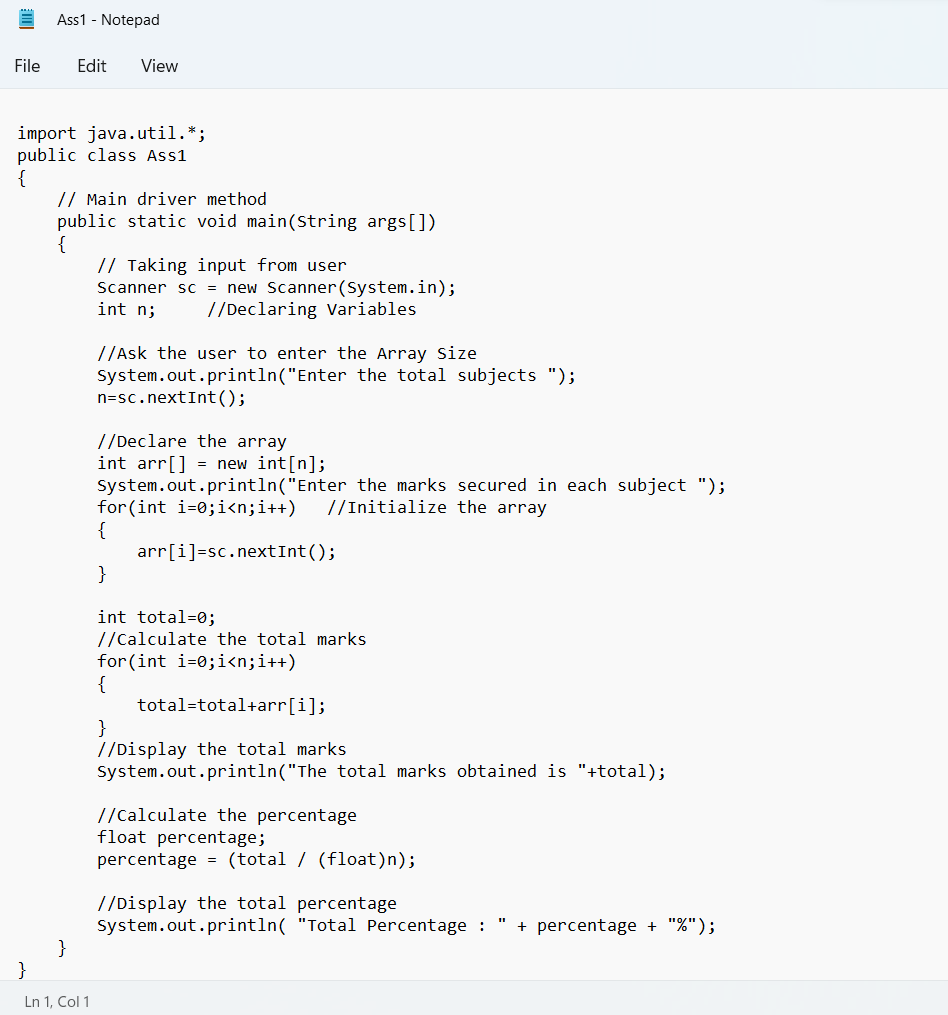 Ass1 - Notepad
File Edit View
import java.util.*;
public class Ass1
{
    // Main driver method
    public static void main(String args[])
    {
        // Taking input from user
        Scanner sc = new Scanner(System.in);
        int n;     //Declaring Variables

        //Ask the user to enter the Array Size
        System.out.println("Enter the total subjects ");
        n=sc.nextInt();

        //Declare the array
        int arr[] = new int[n];
        System.out.println("Enter the marks secured in each subject ");
        for(int i=0;i<n;i++)   //Initialize the array
        {
            arr[i]=sc.nextInt();
        }

        int total=0;
        //Calculate the total marks
        for(int i=0;i<n;i++)
        {
            total=total+arr[i];
        }
        //Display the total marks
        System.out.println("The total marks obtained is "+total);

        //Calculate the percentage
        float percentage;
        percentage = (total / (float)n);

        //Display the total percentage
        System.out.println( "Total Percentage : " + percentage + "%");
    }
}
Ln 1, Col 1